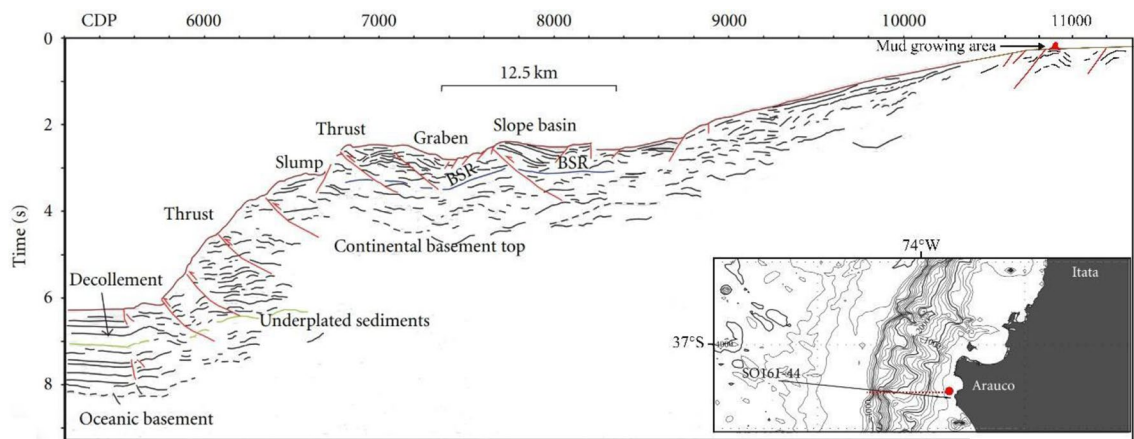 CDP 6000 7000 8000 9000 10000 11000
0
Mud growing area
12.5 km
2
Thrust
Graben
Slope basin
Slump
BSR
BSR
4
Thrust
Continental basement top
Time (s)
Decollement
6
Underplated sediments
8
Oceanic basement
74°W
Itata
37°S
SO161-44
Arauco